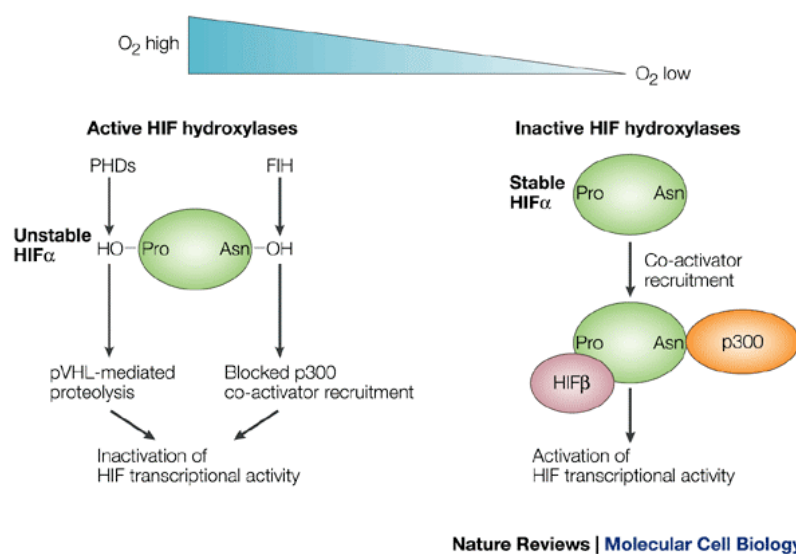 O2 high
O2 low
Active HIF hydroxylases
PHDs
FIH
Unstable
HIFα
HO
Pro
Asn
OH
pVHL-mediated
proteolysis
Blocked p300
co-activator recruitment
Inactivation of
HIF transcriptional activity
Inactive HIF hydroxylases
Stable
HIFα
Pro
Asn
Co-activator
recruitment
Pro
Asn
p300
HIFβ
Activation of
HIF transcriptional activity
Nature Reviews | Molecular Cell Biology